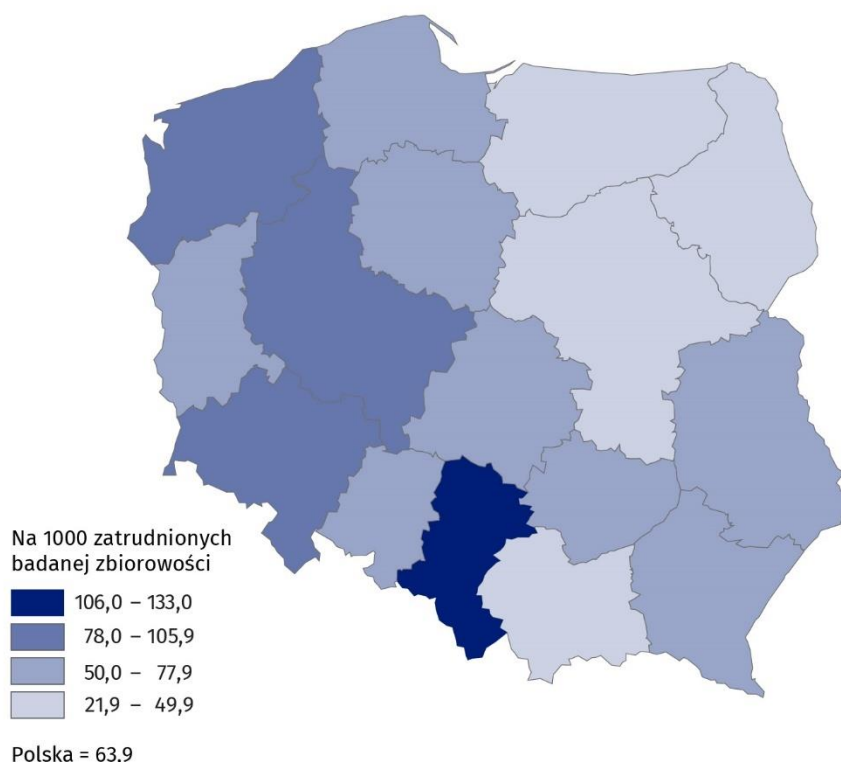 Na 1000 zatrudnionych
badanej zbiorowości
106,0 – 133,0
78,0 – 105,9
50,0 – 77,9
21,9 – 49,9
Polska = 63,9